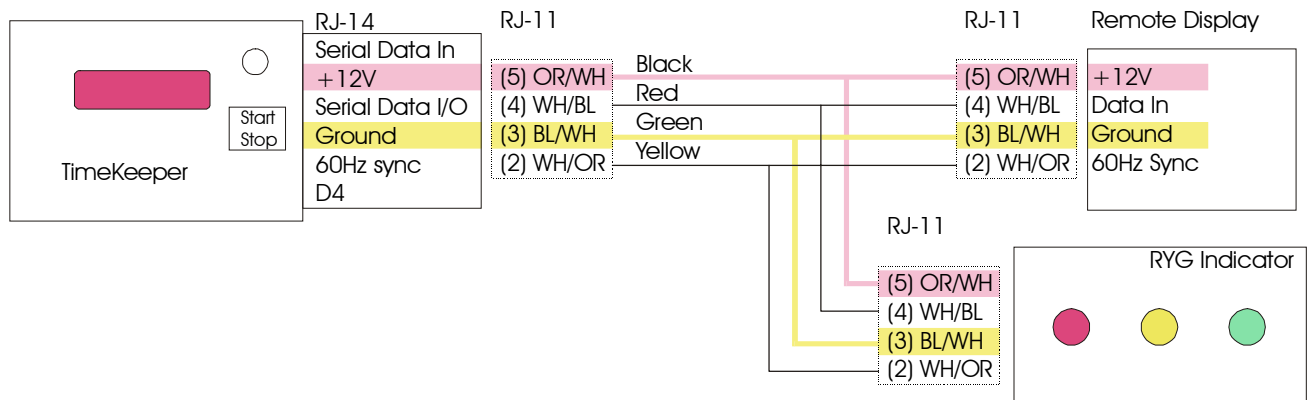 RJ-14
RJ-11
RJ-11
Remote Display
Serial Data In
+12V
Serial Data I/O
Ground
60Hz sync
D4
Start
Stop
TimeKeeper
(5) OR/WH
(4) WH/BL
(3) BL/WH
(2) WH/OR
Black
Red
Green
Yellow
(5) OR/WH
(4) WH/BL
(3) BL/WH
(2) WH/OR
+12V
Data In
Ground
60Hz Sync
RJ-11
(5) OR/WH
(4) WH/BL
(3) BL/WH
(2) WH/OR
RYG Indicator